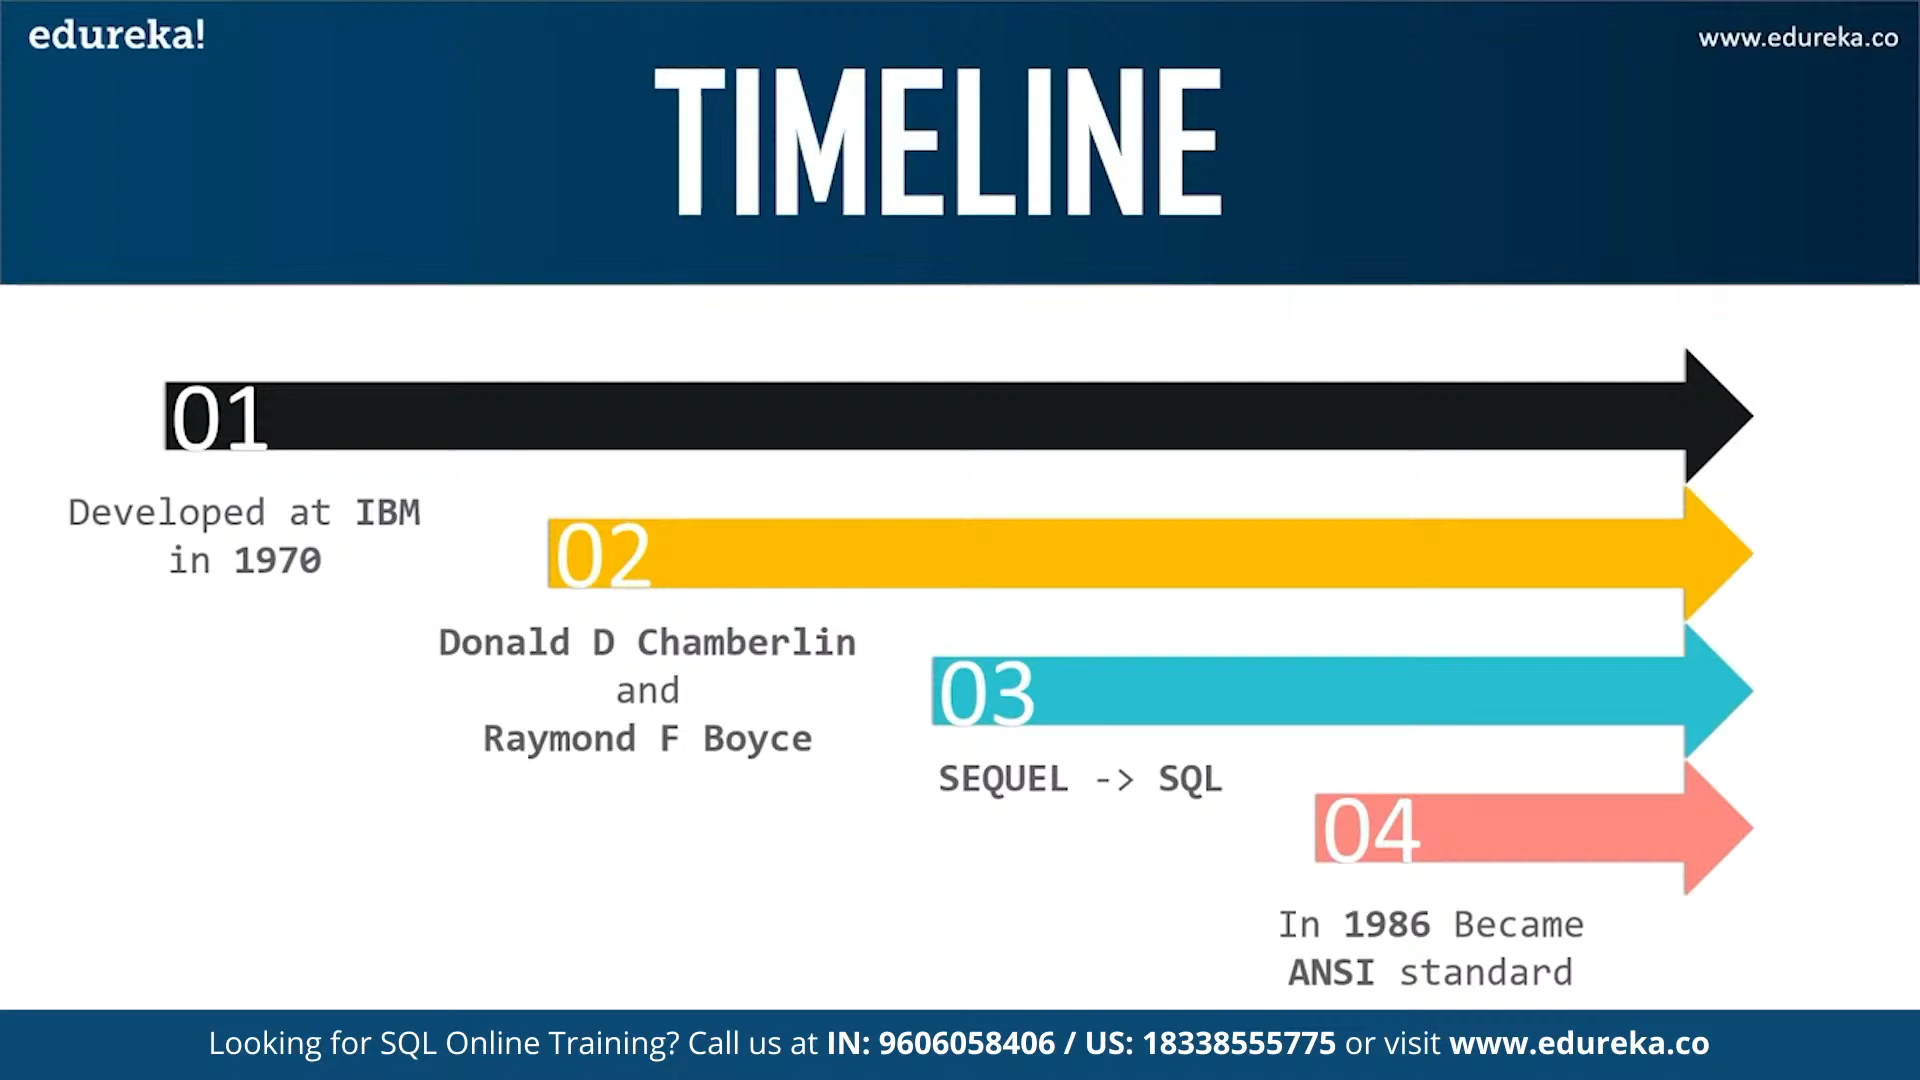 edureka!
www.edureka.co
TIMELINE
01
Developed at IBM
in 1970
02
Donald D Chamberlin
and
Raymond F Boyce
03
SEQUEL -> SQL
04
In 1986 Became
ANSI standard
Looking for SQL Online Training? Call us at IN: 9606058406 / US: 18338555775 or visit www.edureka.co